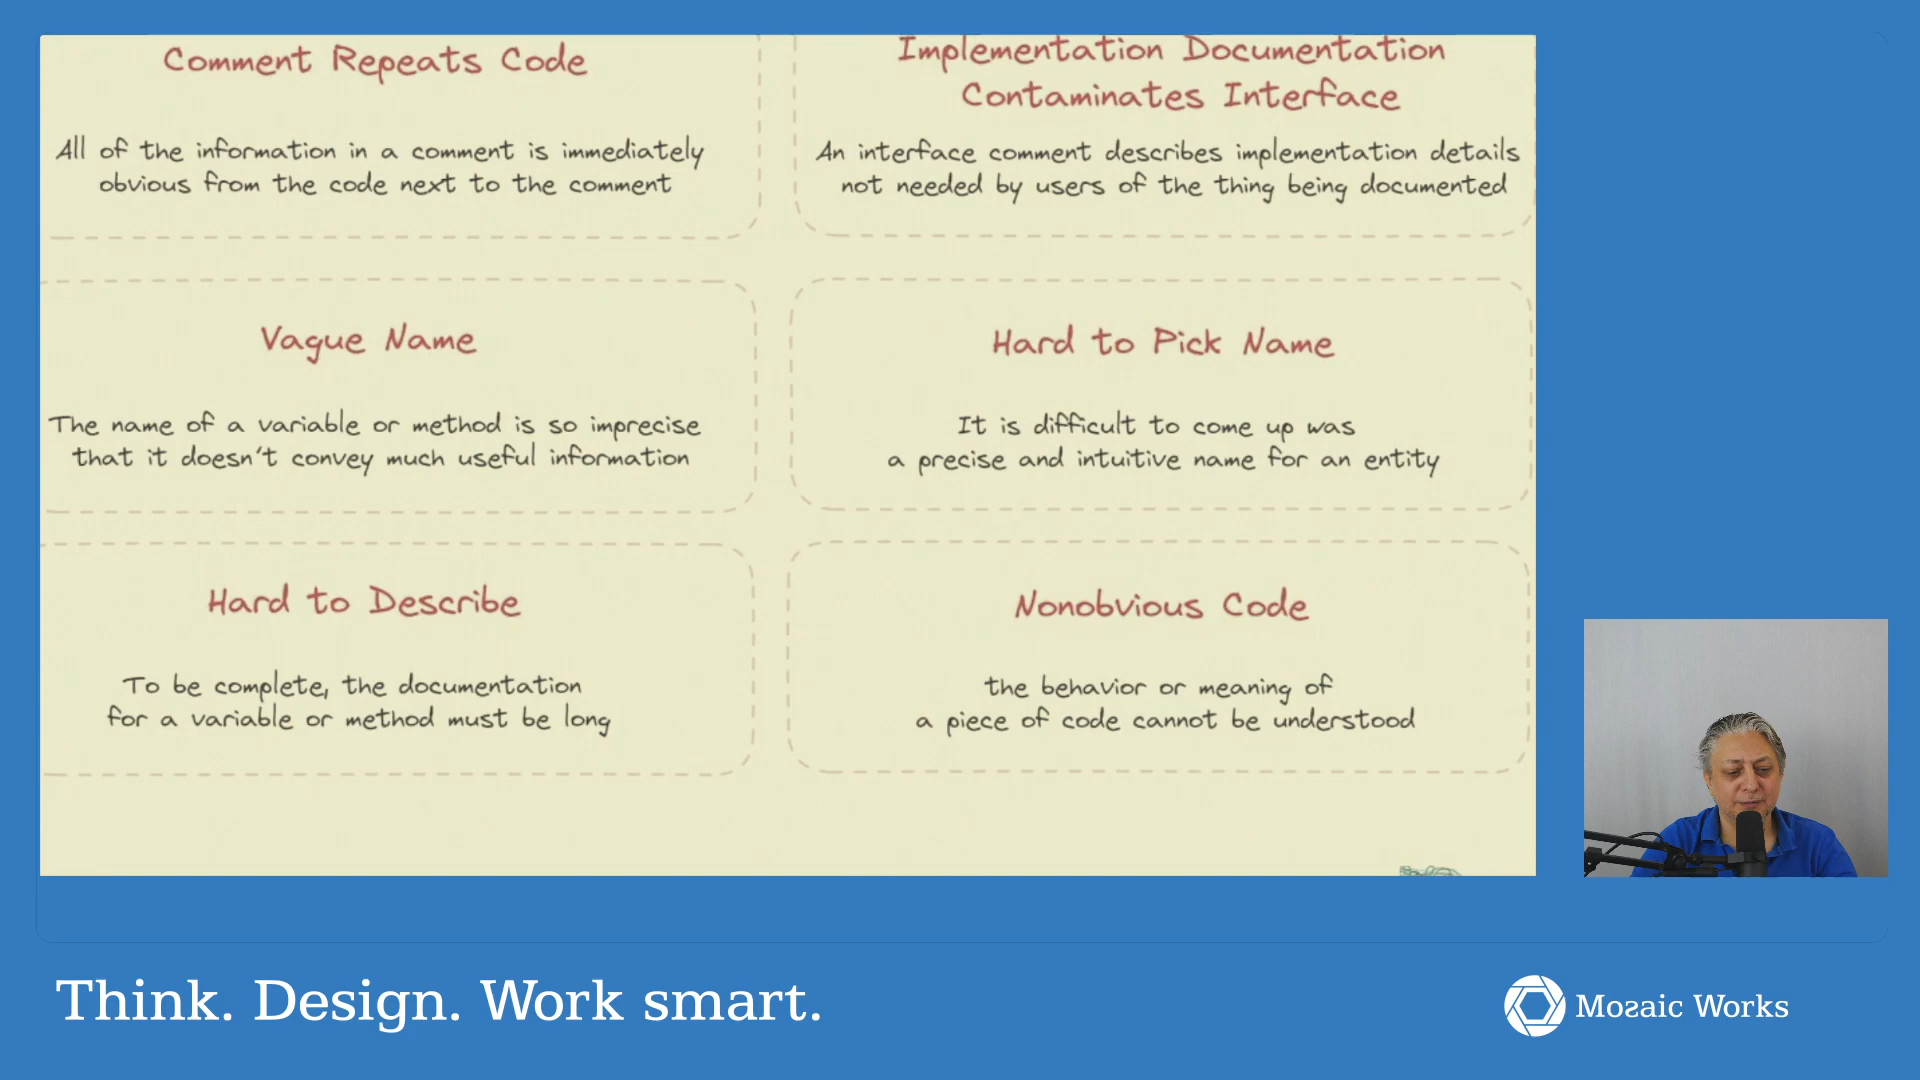 Comment Repeats Code
All of the information in a comment is immediately
obvious from the code next to the comment
Implementation Documentation
Contaminates Interface
An interface comment describes implementation details
not needed by users of the thing being documented
Vague Name
The name of a variable or method is so imprecise
that it doesn't convey much useful information
Hard to Pick Name
It is difficult to come up was
a precise and intuitive name for an entity
Hard to Describe
To be complete, the documentation
for a variable or method must be long
Nonobvious Code
the behavior or meaning of
a piece of code cannot be understood
Think. Design. Work smart.
Mozaic Works